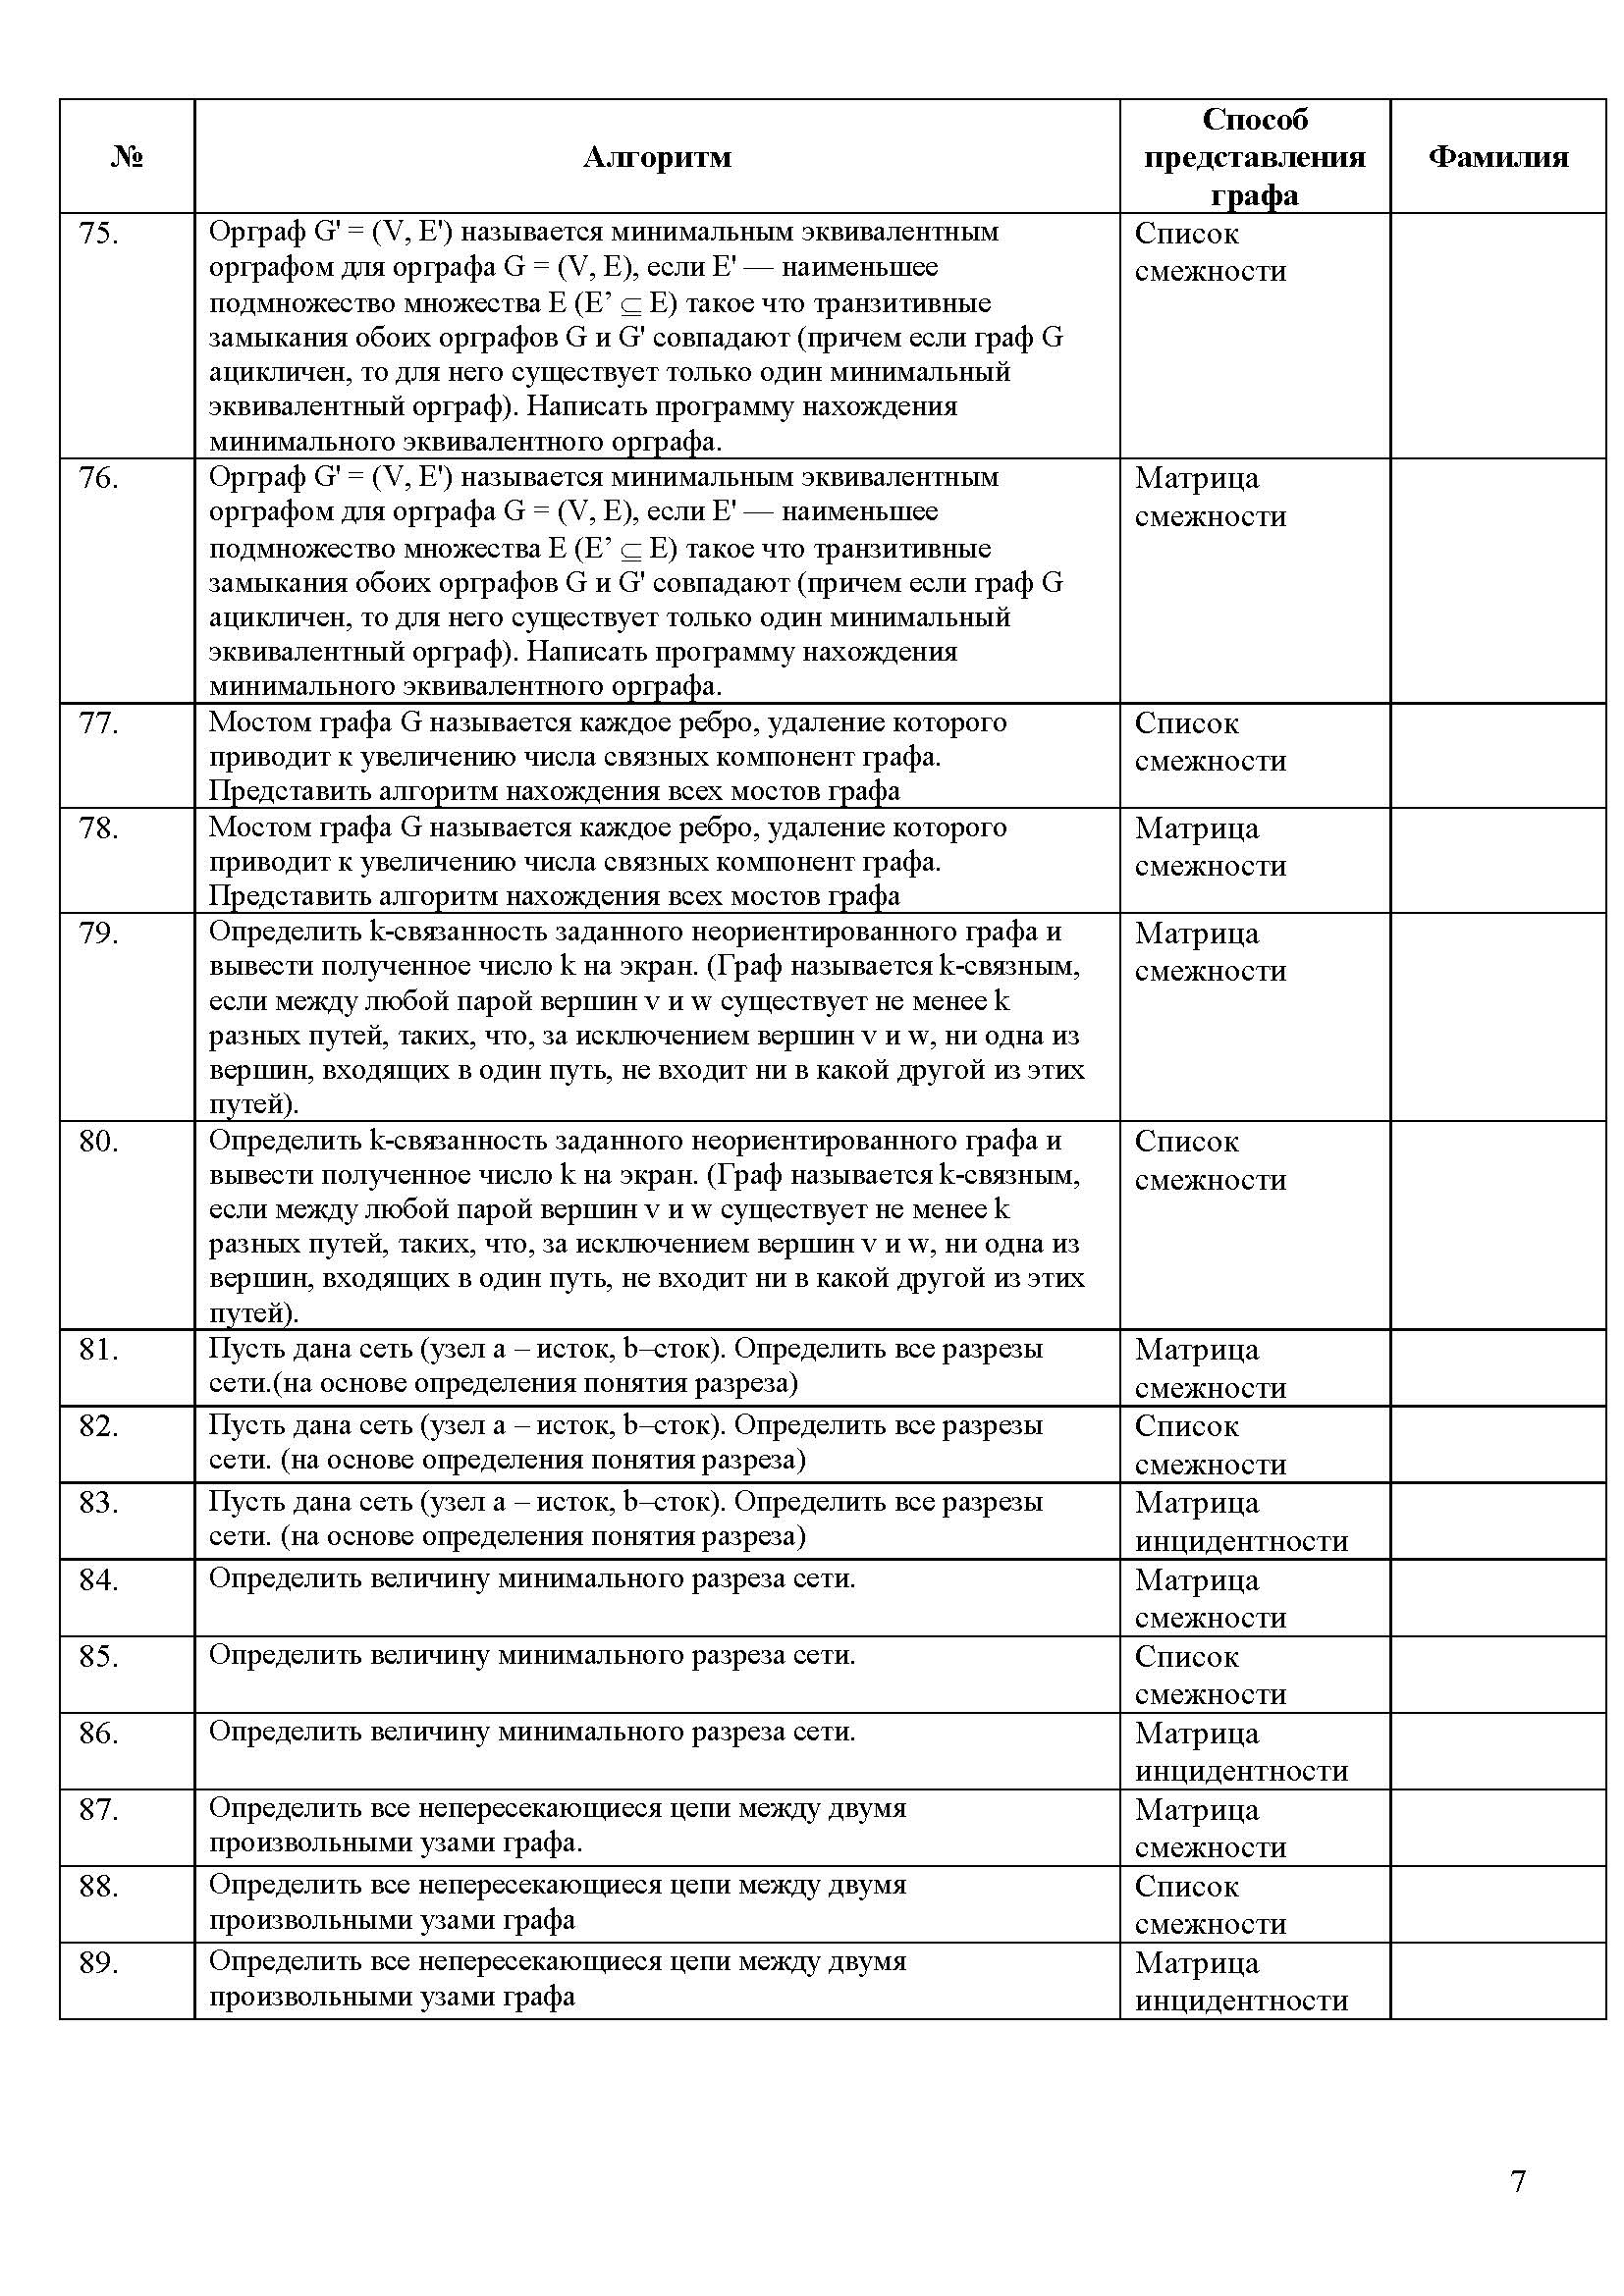 №
Алгоритм
Способ
представления
графа
Фамилия
75.
Орграф G' = (V, E') называется минимальным эквивалентным
орграфом для орграфа G = (V, E), если E' — наименьшее
подмножество множества E (E’ ⊆ E) такое что транзитивные
замыкания обоих орграфов G и G' совпадают (причем если граф G
ацикличен, то для него существует только один минимальный
эквивалентный орграф). Написать программу нахождения
минимального эквивалентного орграфа.
Список
смежности
76.
Орграф G' = (V, E') называется минимальным эквивалентным
орграфом для орграфа G = (V, E), если E' — наименьшее
подмножество множества E (E’ ⊆ E) такое что транзитивные
замыкания обоих орграфов G и G' совпадают (причем если граф G
ацикличен, то для него существует только один минимальный
эквивалентный орграф). Написать программу нахождения
минимального эквивалентного орграфа.
Матрица
смежности
77.
Мостом графа G называется каждое ребро, удаление которого
приводит к увеличению числа связных компонент графа.
Представить алгоритм нахождения всех мостов графа
Список
смежности
78.
Мостом графа G называется каждое ребро, удаление которого
приводит к увеличению числа связных компонент графа.
Представить алгоритм нахождения всех мостов графа
Матрица
смежности
79.
Определить k-связанность заданного неориентированного графа и
вывести полученное число k на экран. (Граф называется k-связным,
если между любой парой вершин v и w существует не менее k
разных путей, таких, что, за исключением вершин v и w, ни одна из
вершин, входящих в один путь, не входит ни в какой другой из этих
путей).
Матрица
смежности
80.
Определить k-связанность заданного неориентированного графа и
вывести полученное число k на экран. (Граф называется k-связным,
если между любой парой вершин v и w существует не менее k
разных путей, таких, что, за исключением вершин v и w, ни одна из
вершин, входящих в один путь, не входит ни в какой другой из этих
путей).
Список
смежности
81.
Пусть дана сеть (узел a – исток, b–сток). Определить все разрезы
сети.(на основе определения понятия разреза)
Матрица
смежности
82.
Пусть дана сеть (узел a – исток, b–сток). Определить все разрезы
сети. (на основе определения понятия разреза)
Список
смежности
83.
Пусть дана сеть (узел a – исток, b–сток). Определить все разрезы
сети. (на основе определения понятия разреза)
Матрица
инцидентности
84.
Определить величину минимального разреза сети.
Матрица
смежности
85.
Определить величину минимального разреза сети.
Список
смежности
86.
Определить величину минимального разреза сети.
Матрица
инцидентности
87.
Определить все непересекающиеся цепи между двумя
произвольными узами графа.
Матрица
смежности
88.
Определить все непересекающиеся цепи между двумя
произвольными узами графа
Список
смежности
89.
Определить все непересекающиеся цепи между двумя
произвольными узами графа
Матрица
инцидентности
7